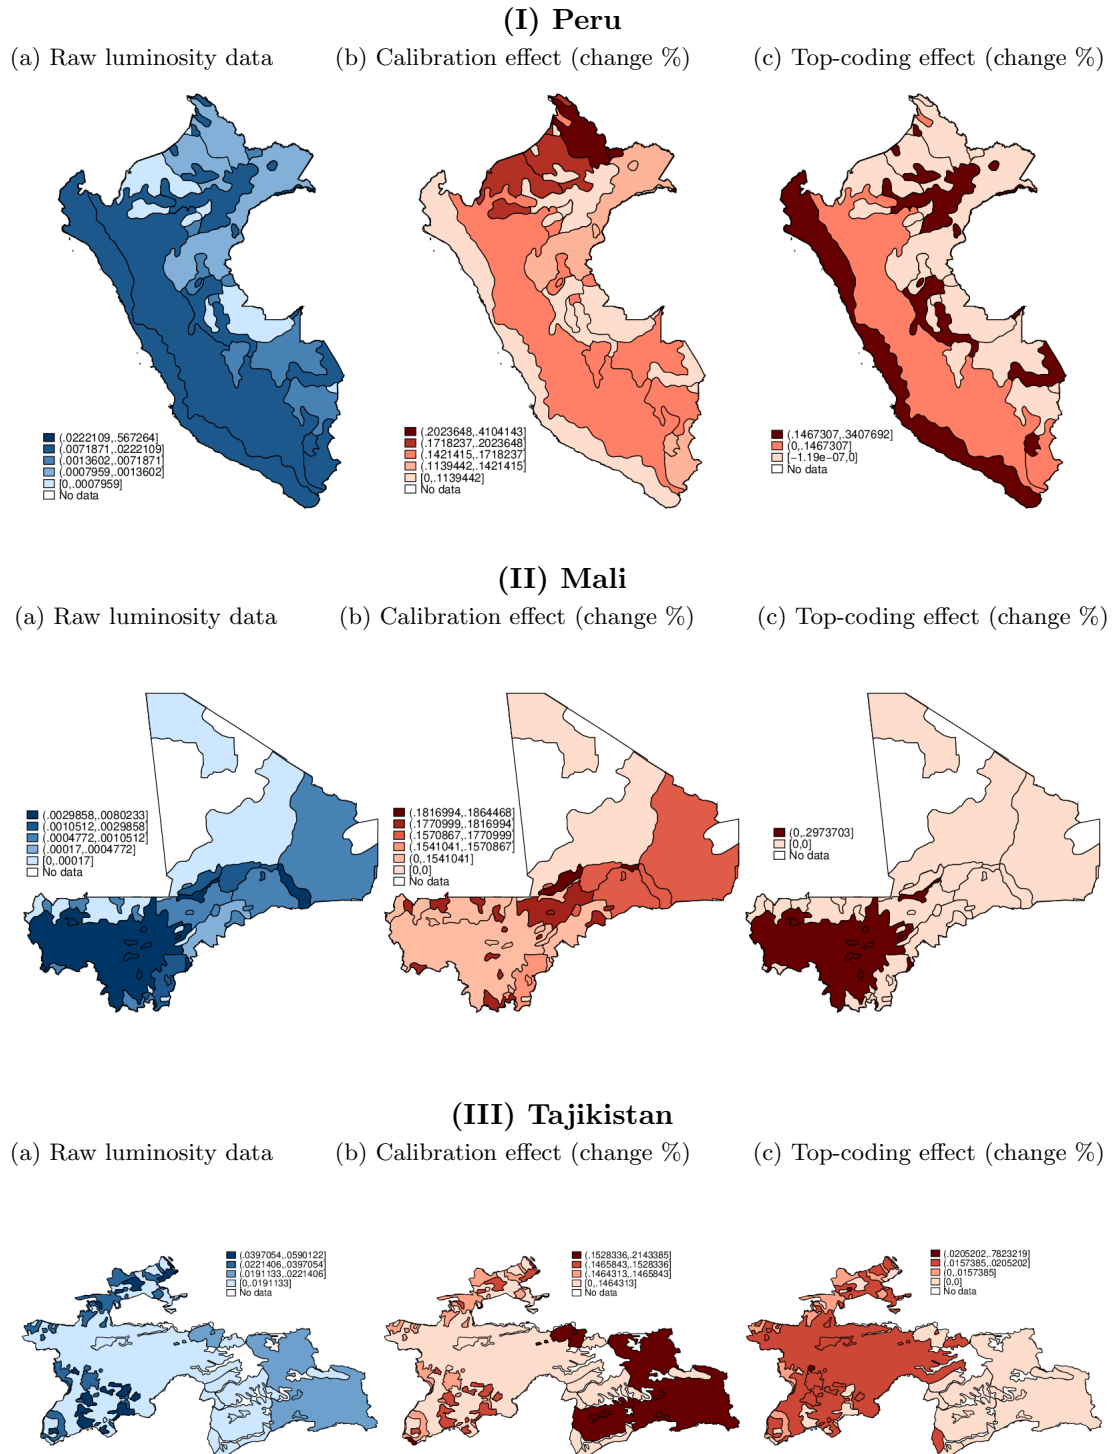 (I) Peru
(a) Raw luminosity data
(b) Calibration effect (change %)
(c) Top-coding effect (change %)
(.0222109,.567264]
(.0071871,.0222109]
(.0013602,.0071871]
(.0007959,.0013602]
[0,.0007959]
No data
(.2023648,.4104143]
(.1718237,.2023648]
(.1421415,.1718237]
(.1139442,.1421415]
[0,.1139442]
No data
(.1467307,.3407692]
(0,.1467307]
[−1.19e−07,0]
No data
(II) Mali
(a) Raw luminosity data
(b) Calibration effect (change %)
(c) Top-coding effect (change %)
(.0029858,.0080233]
(.0010512,.0029858]
(.0004772,.0010512]
(.00017,.0004772]
[0,.00017]
No data
(.1816994,.1864468]
(.1770999,.1816994]
(.1570867,.1770999]
(.1541041,.1570867]
(0,.1541041]
[0,0]
No data
(0,.2973703]
[0,0]
No data
(III) Tajikistan
(a) Raw luminosity data
(b) Calibration effect (change %)
(c) Top-coding effect (change %)
(.0397054,.0590122]
(.0221406,.0397054]
(.0191133,.0221406]
[0,.0191133]
No data
(.1528336,.2143385]
(.1465843,.1528336]
(.1464313,.1465843]
[0,.1464313]
No data
(.0205202,.7823219]
(.0157385,.0205202]
(0,.0157385]
[0,0]
No data